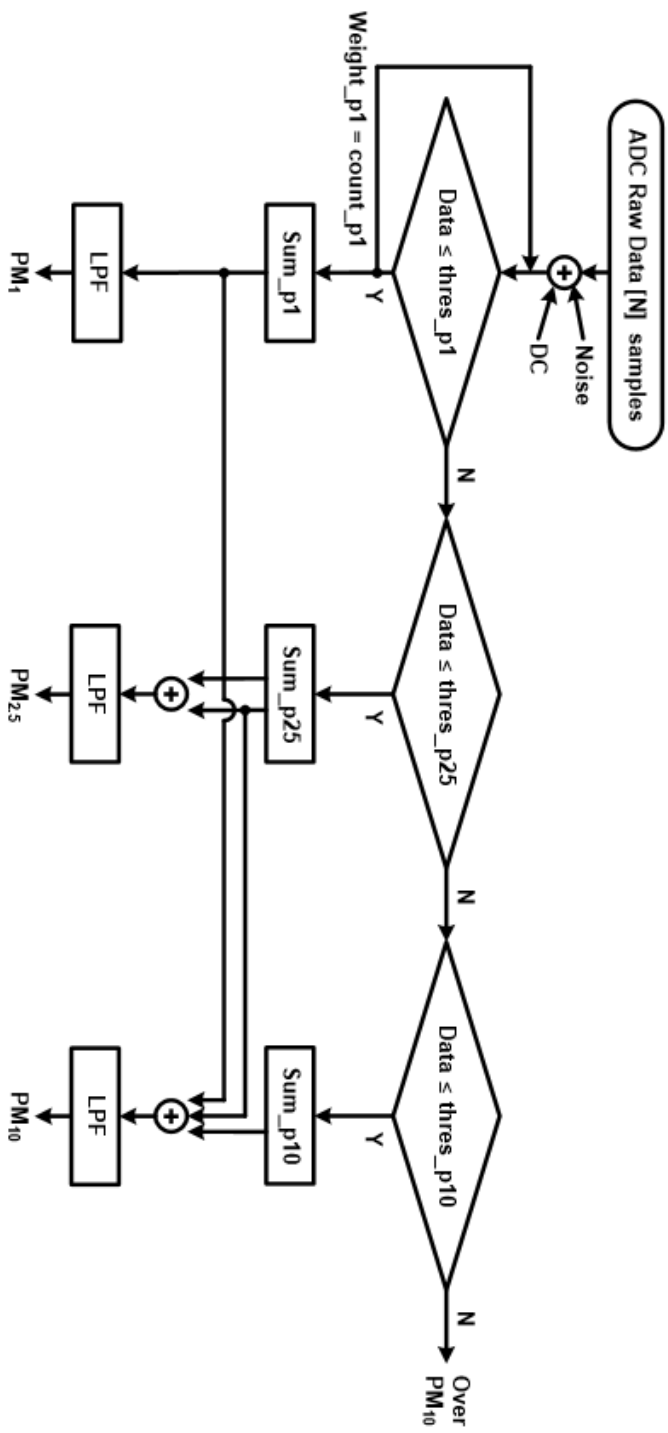 ADC Raw Data [N] samples
Noise
DC
Data ≤ thres_p1
N
Data ≤ thres_p25
N
Data ≤ thres_p10
N
Over
PM₁₀
Weight_p1 = count_p1
Y
Y
Y
Sum_p1
Sum_p25
Sum_p10
LPF
LPF
LPF
PM₁
PM₂.₅
PM₁₀